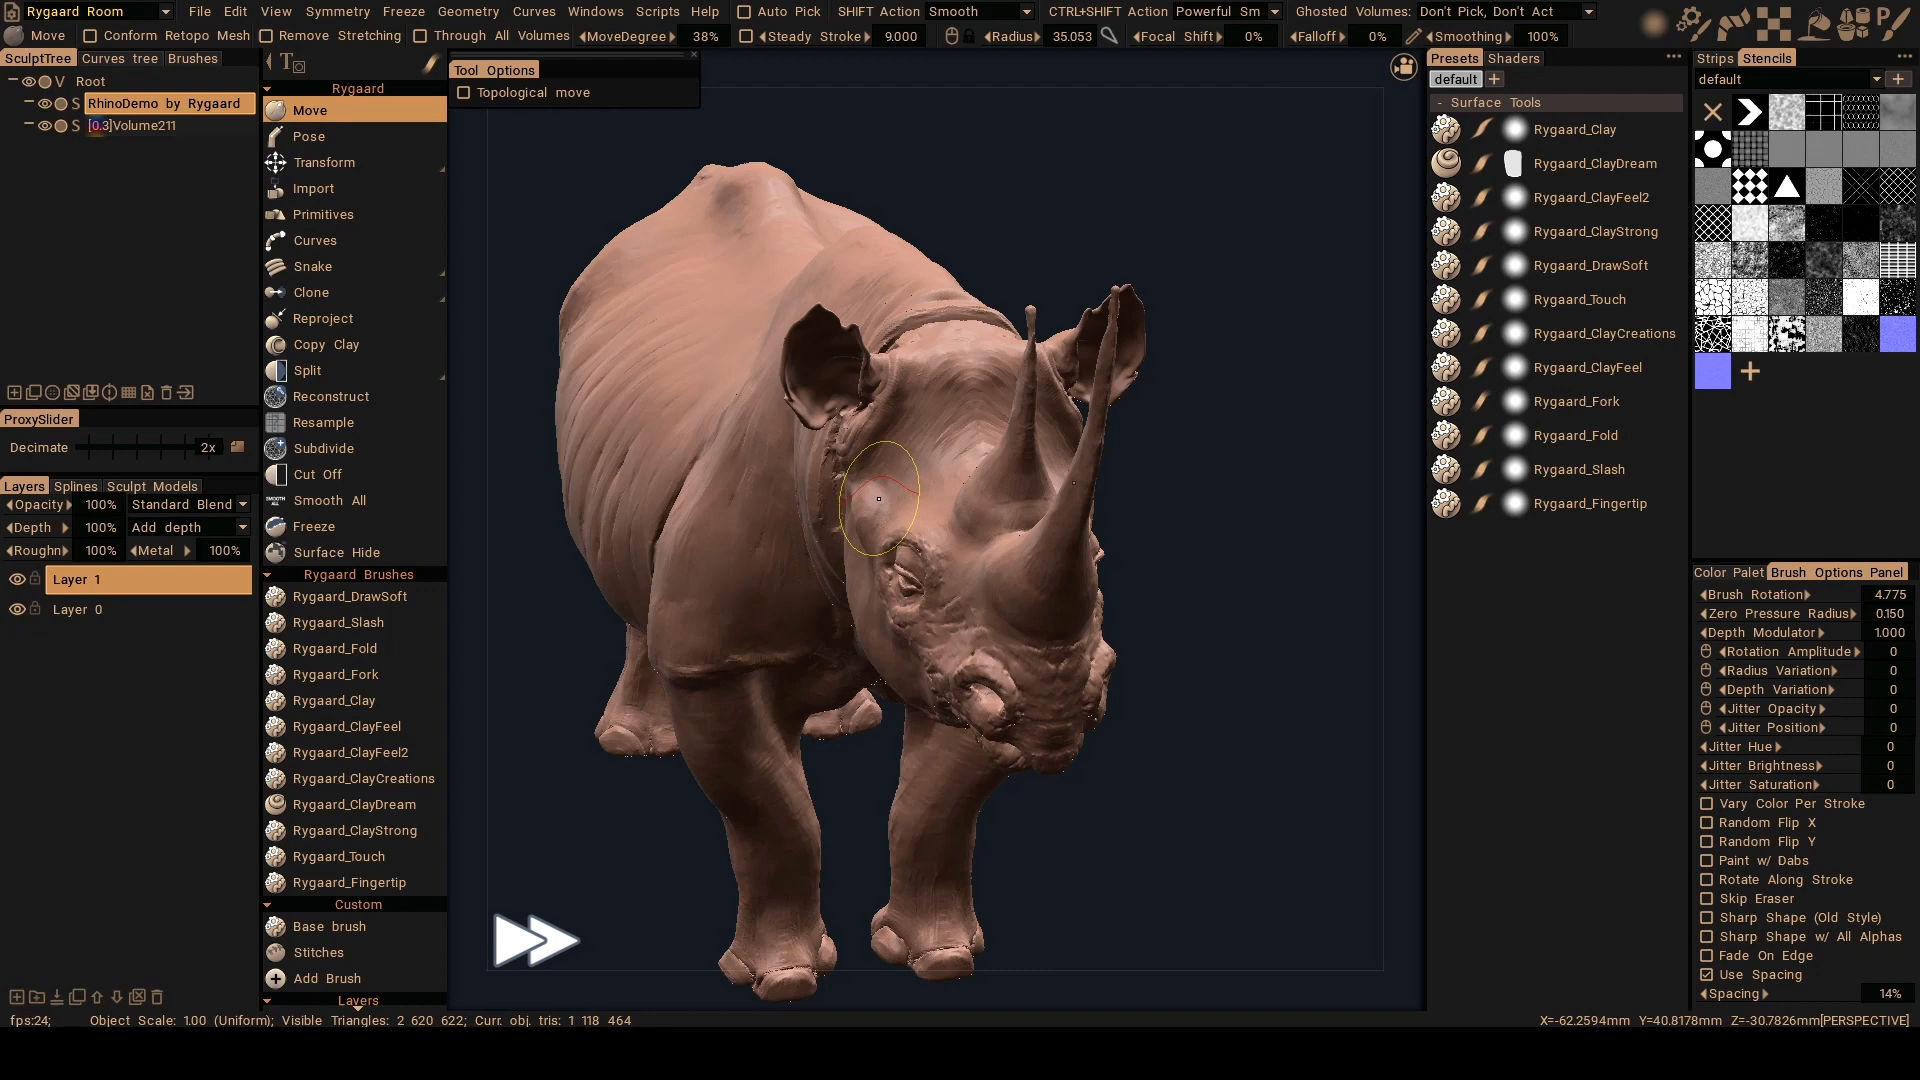 Rygaard Room File Edit View Symmetry Freeze Geometry Curves Windows Scripts Help Auto Pick SHIFT Action Smooth CTRL+SHIFT Action Powerful Sm Ghosted Volumes: Don't Pick, Don't Act
Move Conform Retopo Mesh Remove Stretching Through All Volumes MoveDegree 38% Steady Stroke 9.000 Radius 35.053 Focal Shift 0% Falloff 0% Smoothing 100%
SculptTree Curves tree Brushes
V Root
S RhinoDemo by Rygaard
S [0.3]Volume211
ProxySlider
Decimate 2x
Layers Splines Sculpt Models
Opacity 100% Standard Blend
Depth 100% Add depth
Roughn 100% Metal 100%
Layer 1
Layer 0
T
Rygaard
Move
Pose
Transform
Import
Primitives
Curves
Snake
Clone
Reproject
Copy Clay
Split
Reconstruct
Resample
Subdivide
Cut Off
SMOOTH ALL Smooth All
Freeze
Surface Hide
Rygaard Brushes
Rygaard_DrawSoft
Rygaard_Slash
Rygaard_Fold
Rygaard_Fork
Rygaard_Clay
Rygaard_ClayFeel
Rygaard_ClayFeel2
Rygaard_ClayCreations
Rygaard_ClayDream
Rygaard_ClayStrong
Rygaard_Touch
Rygaard_Fingertip
Custom
Base brush
Stitches
Add Brush
Layers
Tool Options
Topological move
Presets Shaders
default
- Surface Tools
Rygaard_Clay
Rygaard_ClayDream
Rygaard_ClayFeel2
Rygaard_ClayStrong
Rygaard_DrawSoft
Rygaard_Touch
Rygaard_ClayCreations
Rygaard_ClayFeel
Rygaard_Fork
Rygaard_Fold
Rygaard_Slash
Rygaard_Fingertip
Strips Stencils
default
Color Palet Brush Options Panel
Brush Rotation 4.775
Zero Pressure Radius 0.150
Depth Modulator 1.000
Rotation Amplitude 0
Radius Variation 0
Depth Variation 0
Jitter Opacity 0
Jitter Position 0
Jitter Hue 0
Jitter Brightness 0
Jitter Saturation 0
Vary Color Per Stroke
Random Flip X
Random Flip Y
Paint w/ Dabs
Rotate Along Stroke
Skip Eraser
Sharp Shape (Old Style)
Sharp Shape w/ All Alphas
Fade On Edge
Use Spacing
Spacing 14%
fps:24; Object Scale: 1.00 (Uniform); Visible Triangles: 2 620 622; Curr. obj. tris: 1 118 464 X=-62.2594mm Y=40.8178mm Z=-30.7826mm[PERSPECTIVE]